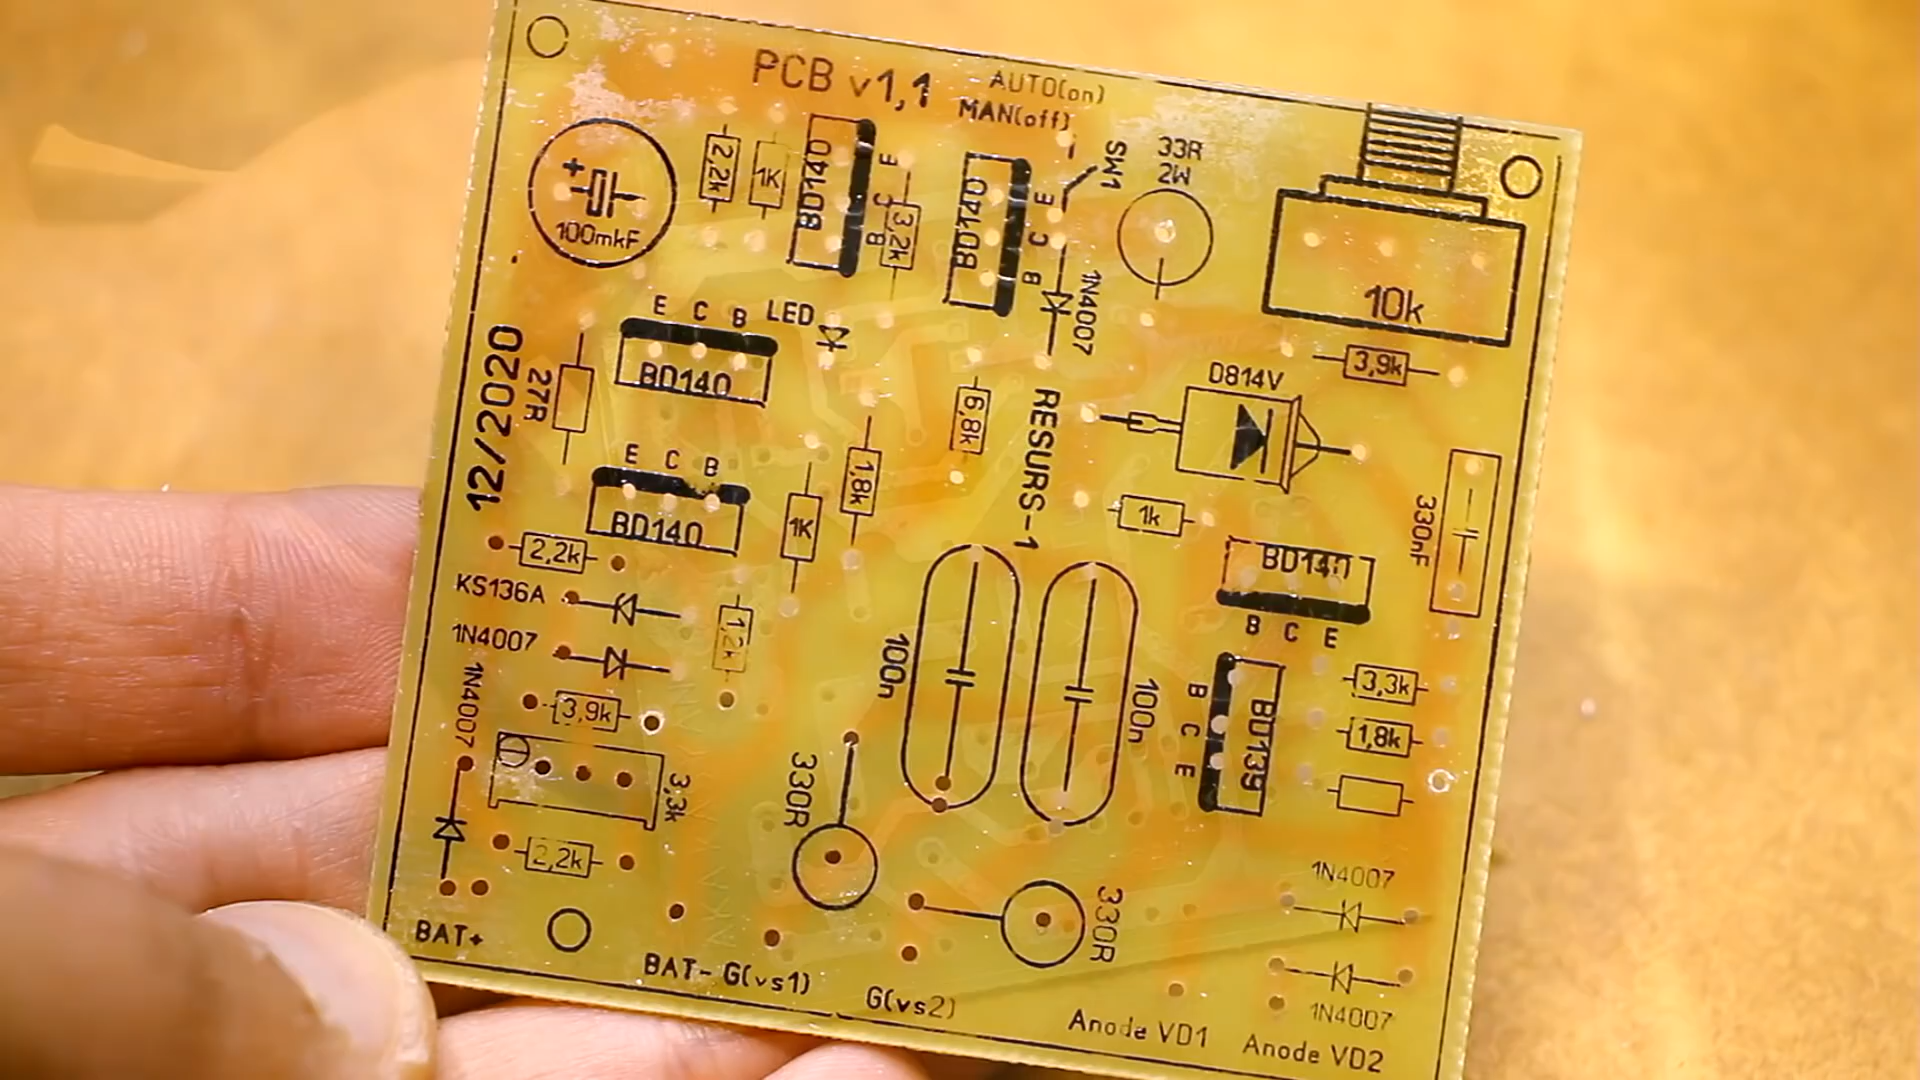 PCB v1,1
AUTO(on)
MAN(off)
SW1
33R
2W
+
100mkF
2,2k
1K
BD140
E
C
B
3,2k
BD140
E
C
B
1N4007
10k
3,9k
12/2020
27R
E C B
BD140
LED
D814V
6,8k
RESURS-1
E C B
BD140
1K
1,8k
1k
330nF
2,2k
KS136A
1N4007
1,2k
BD140
B C E
100n
100n
1N4007
3,9k
3,3k
B
C
E
BD139
3,3k
1,8k
2,2k
330R
330R
1N4007
1N4007
BAT+
BAT- G(vs1)
G(vs2)
Anode VD1
Anode VD2